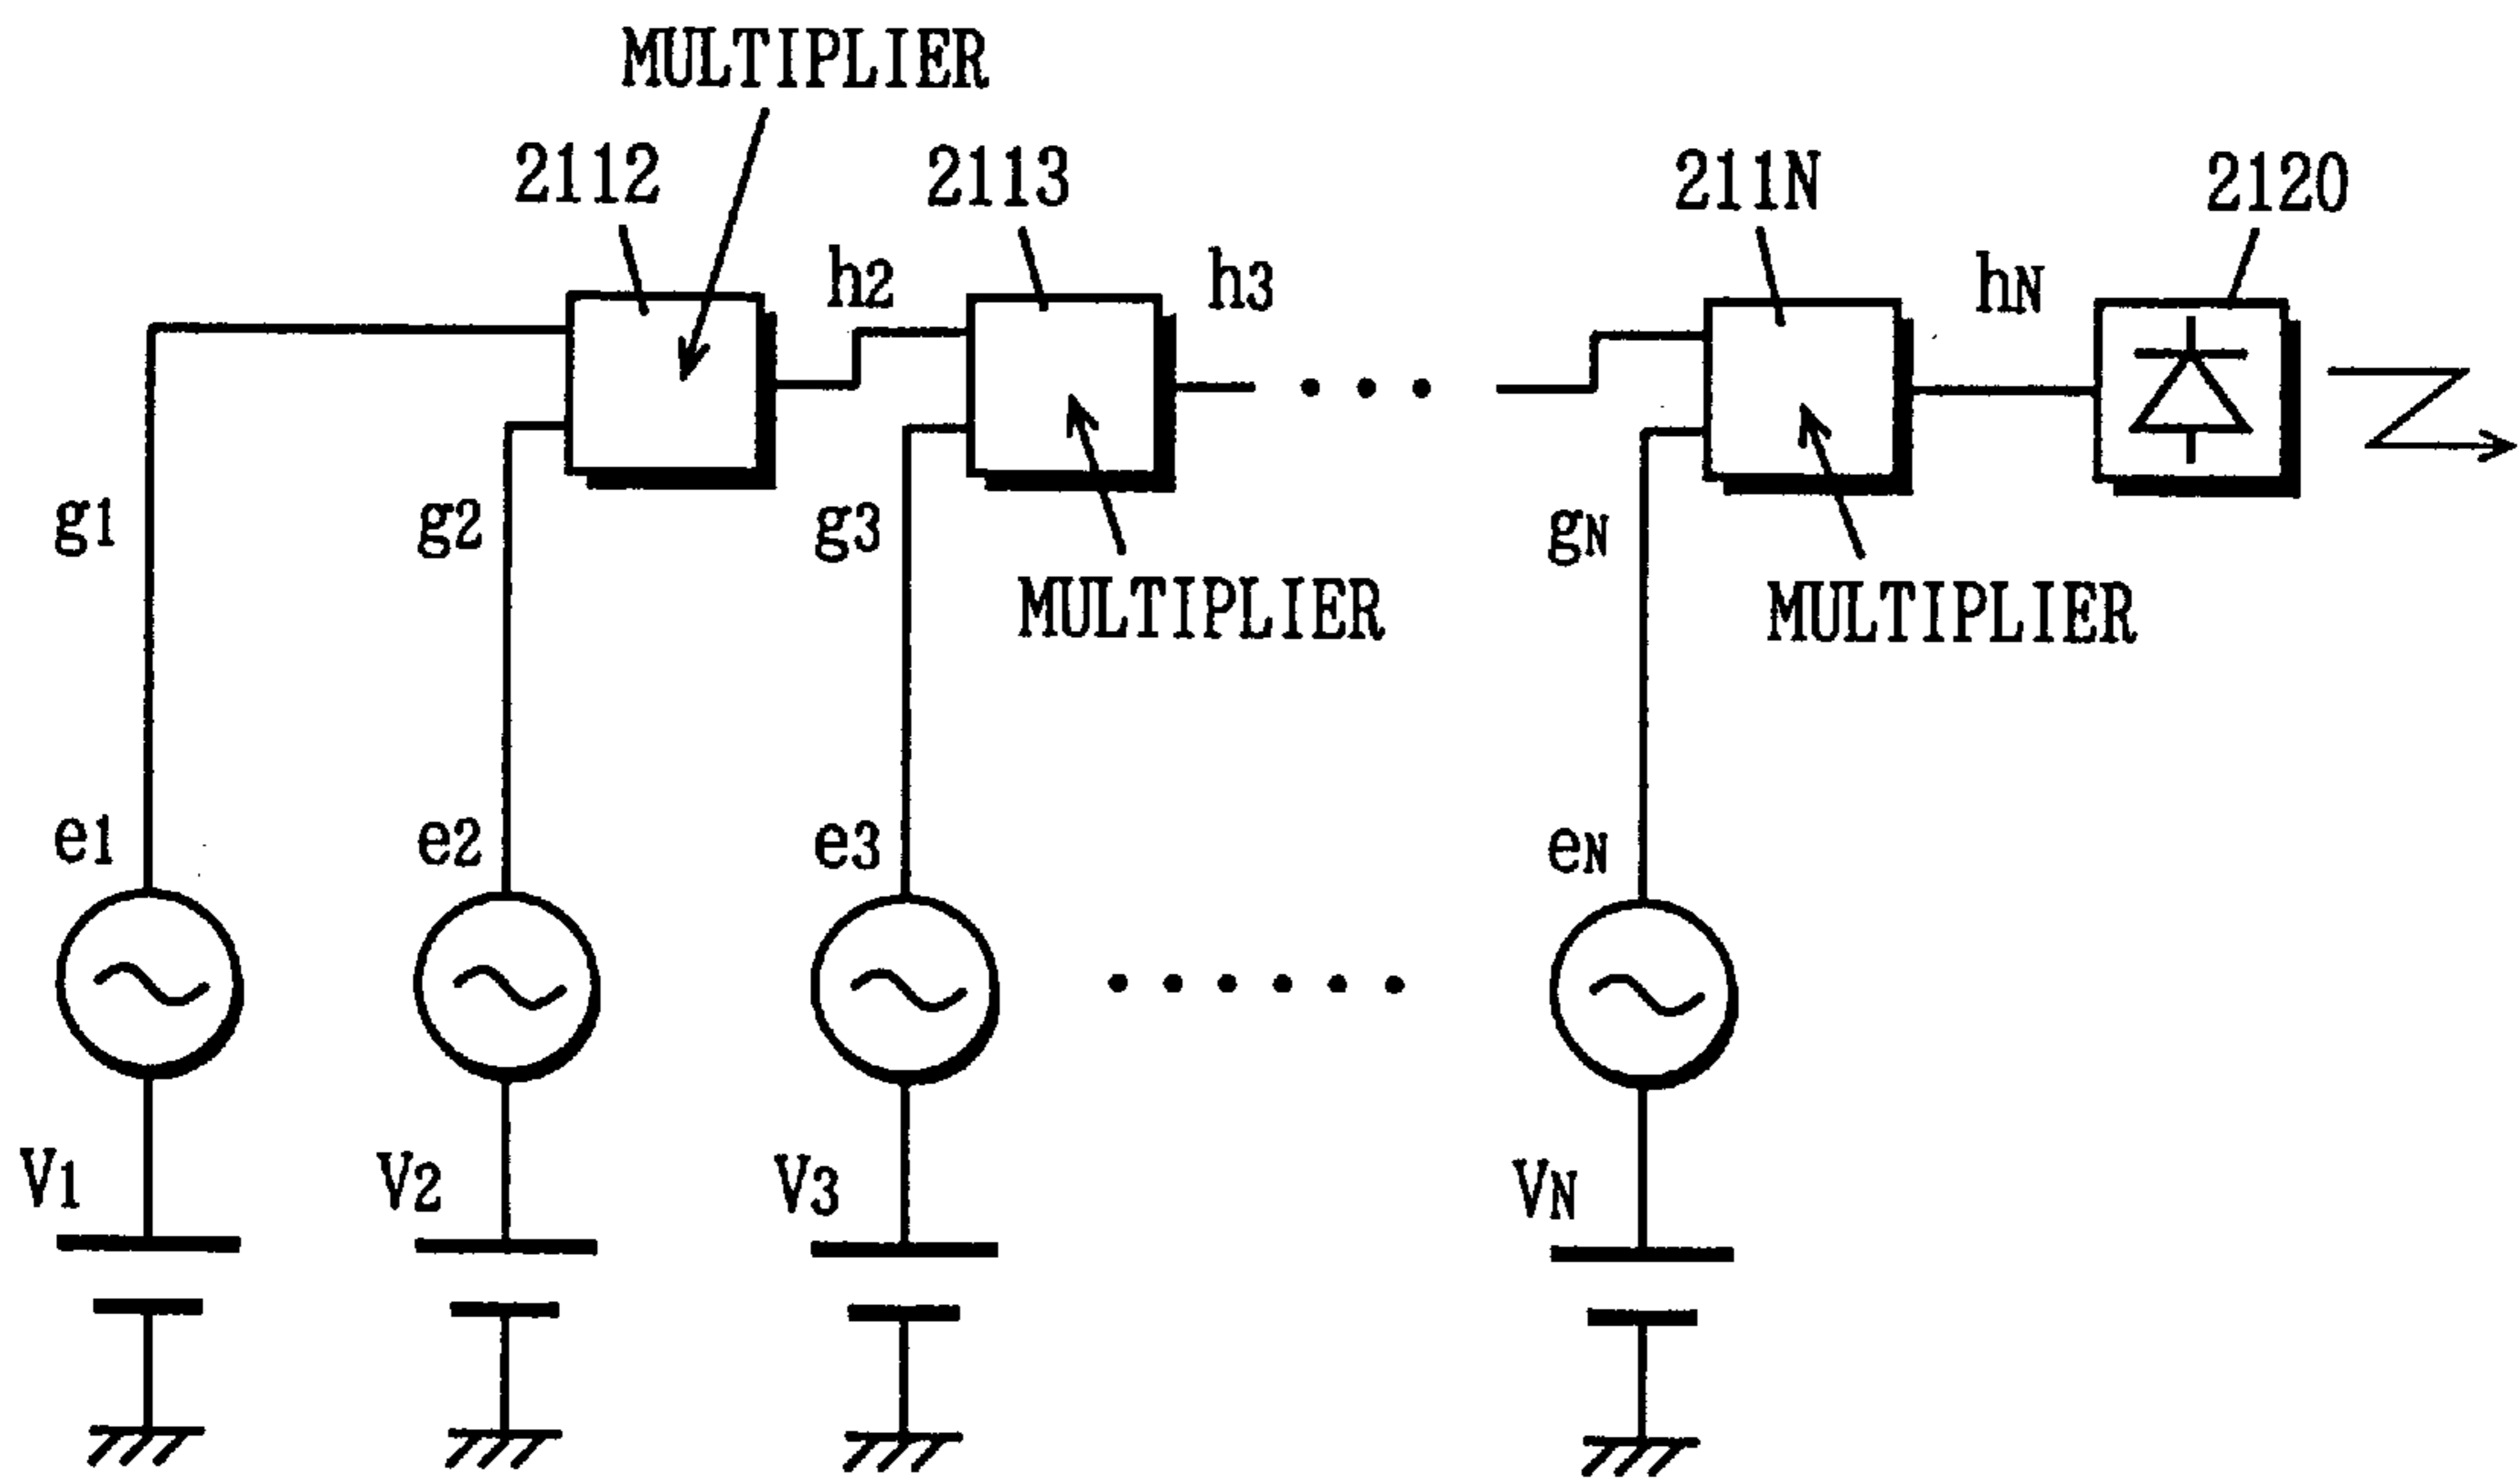 MULTIPLIER
2112
2113
211N
2120
h2
h3
hN
g1
g2
g3
gN
MULTIPLIER
MULTIPLIER
e1
e2
e3
eN
V1
V2
V3
VN